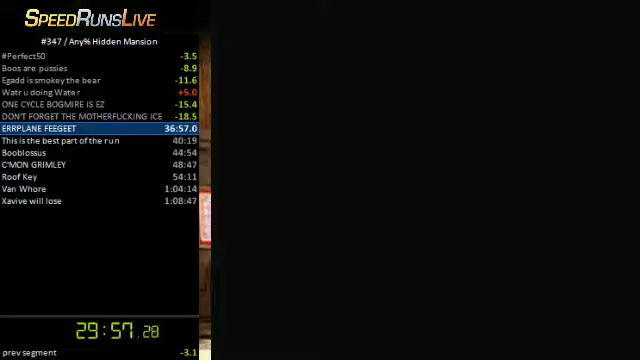 SPEEDRUNSLIVE
#347 / Any% Hidden Mansion
#Perfect50 -3.5
Boos are pussies -8.9
Egadd is smokey the bear -11.6
Wat r u doing Water +5.0
ONE CYCLE BOGMIRE IS EZ -15.4
DON'T FORGET THE MOTHERFUCKING ICE -18.5
ERRPLANE FEEGEET 36:57.0
This is the best part of the run 40:19
Booblossus 44:54
C'MON GRIMLEY 48:47
Roof Key 54:11
Van Whore 1:04:14
Xavive will lose 1:08:47
29:57.28
prev segment -3.1